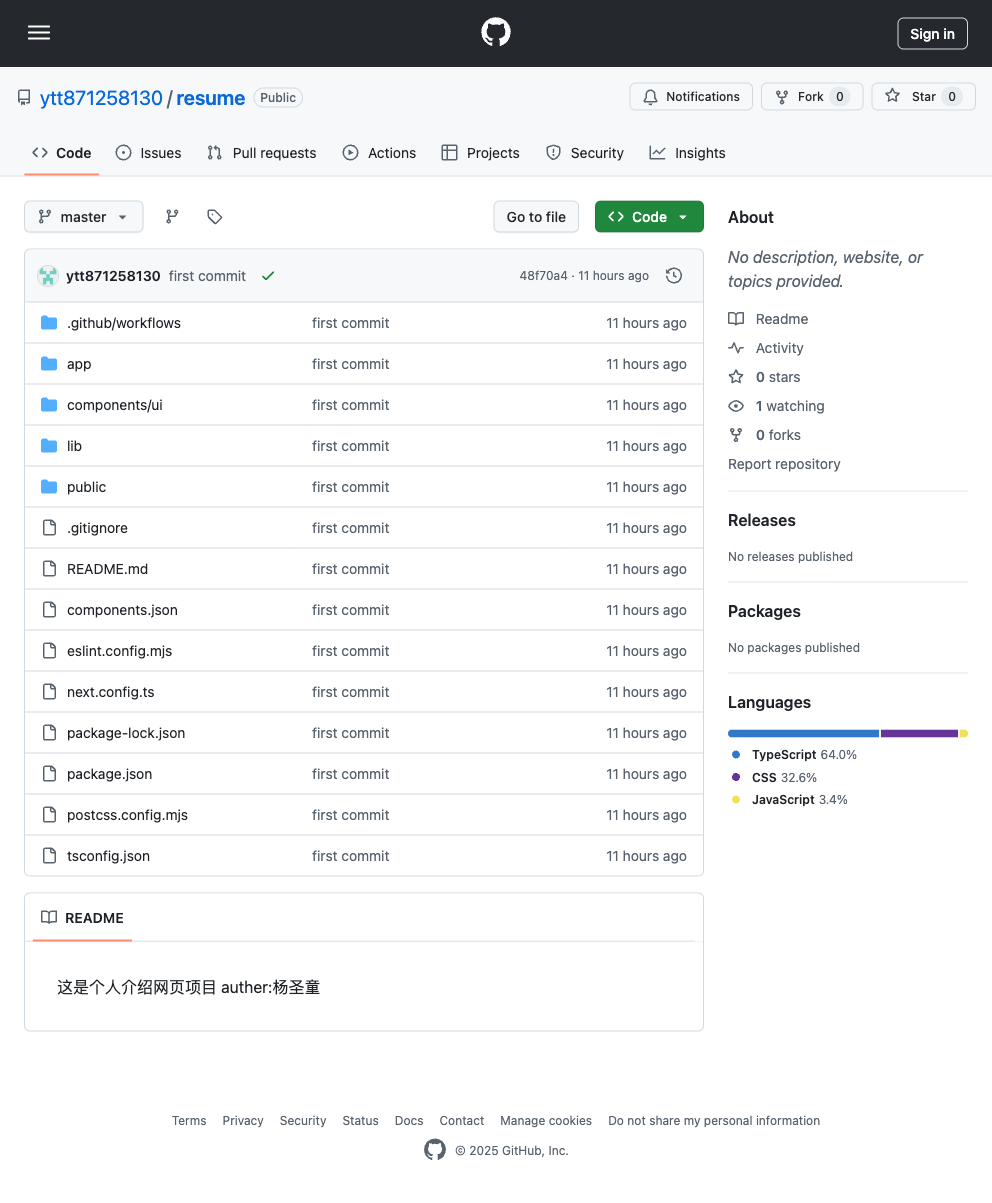 Sign in
ytt871258130 / resume Public
Notifications Fork 0 Star 0
Code Issues Pull requests Actions Projects Security Insights
master Go to file Code
ytt871258130 first commit 48f70a4 · 11 hours ago
.github/workflows first commit 11 hours ago
app first commit 11 hours ago
components/ui first commit 11 hours ago
lib first commit 11 hours ago
public first commit 11 hours ago
.gitignore first commit 11 hours ago
README.md first commit 11 hours ago
components.json first commit 11 hours ago
eslint.config.mjs first commit 11 hours ago
next.config.ts first commit 11 hours ago
package-lock.json first commit 11 hours ago
package.json first commit 11 hours ago
postcss.config.mjs first commit 11 hours ago
tsconfig.json first commit 11 hours ago
README
这是个人介绍网页项目 auther:杨圣童
About
No description, website, or
topics provided.
Readme
Activity
0 stars
1 watching
0 forks
Report repository
Releases
No releases published
Packages
No packages published
Languages
TypeScript 64.0%
CSS 32.6%
JavaScript 3.4%
Terms Privacy Security Status Docs Contact Manage cookies Do not share my personal information
© 2025 GitHub, Inc.